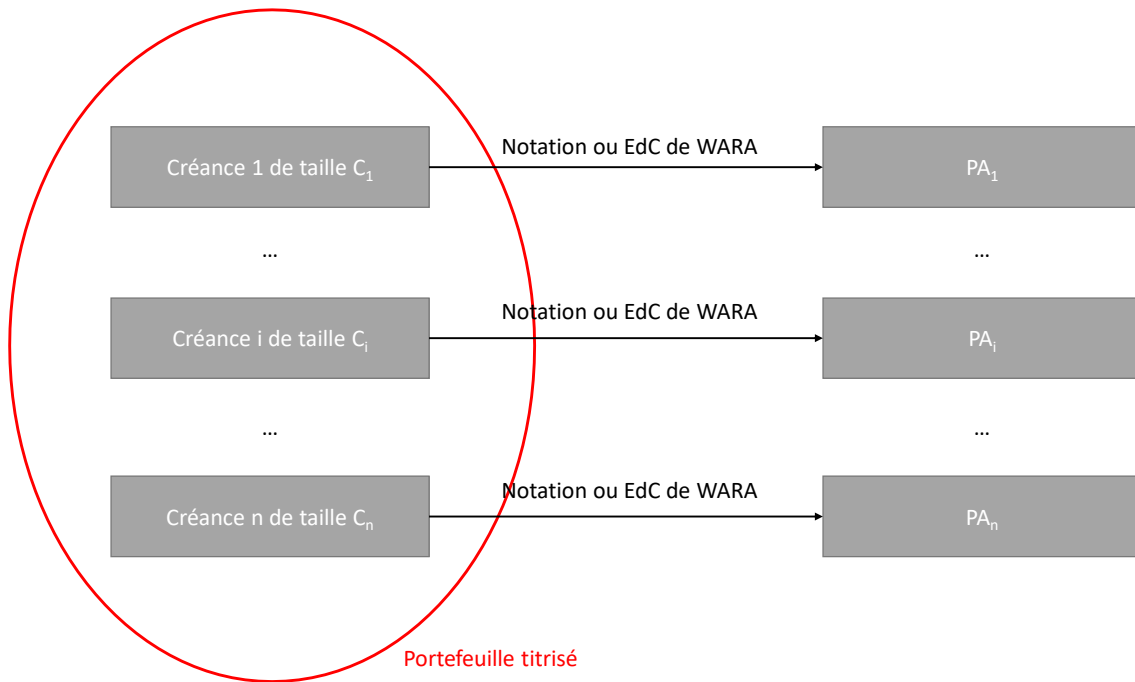 Notation ou EdC de WARA
Créance 1 de taille C₁
PA₁
...
...
Notation ou EdC de WARA
Créance i de taille Cᵢ
PAᵢ
...
...
Notation ou EdC de WARA
Créance n de taille Cₙ
PAₙ
Portefeuille titrisé